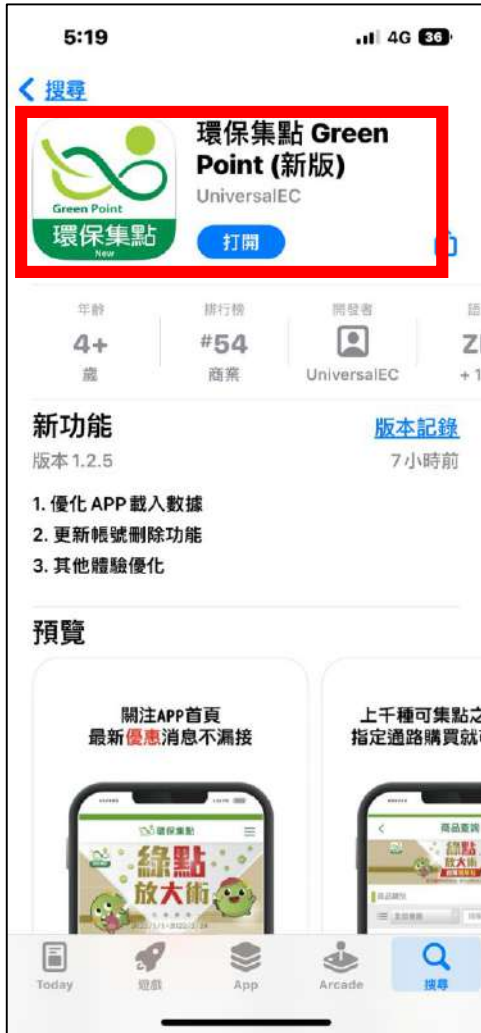 5:19
4G 36
搜尋
Green Point
環保集點
New
環保集點 Green
Point (新版)
UniversalEC
打開
年齡
4+
歲
排行榜
#54
商業
開發者
UniversalEC
新功能
版本記錄
版本 1.2.5
7 小時前
1. 優化 APP 載入數據
2. 更新帳號刪除功能
3. 其他體驗優化
預覽
關注APP首頁
最新優惠消息不漏接
環保集點
綠點
放大術
上千種可集點之
指定通路購買就
商品查詢
綠點
放大術
Today
遊戲
App
Arcade
搜尋